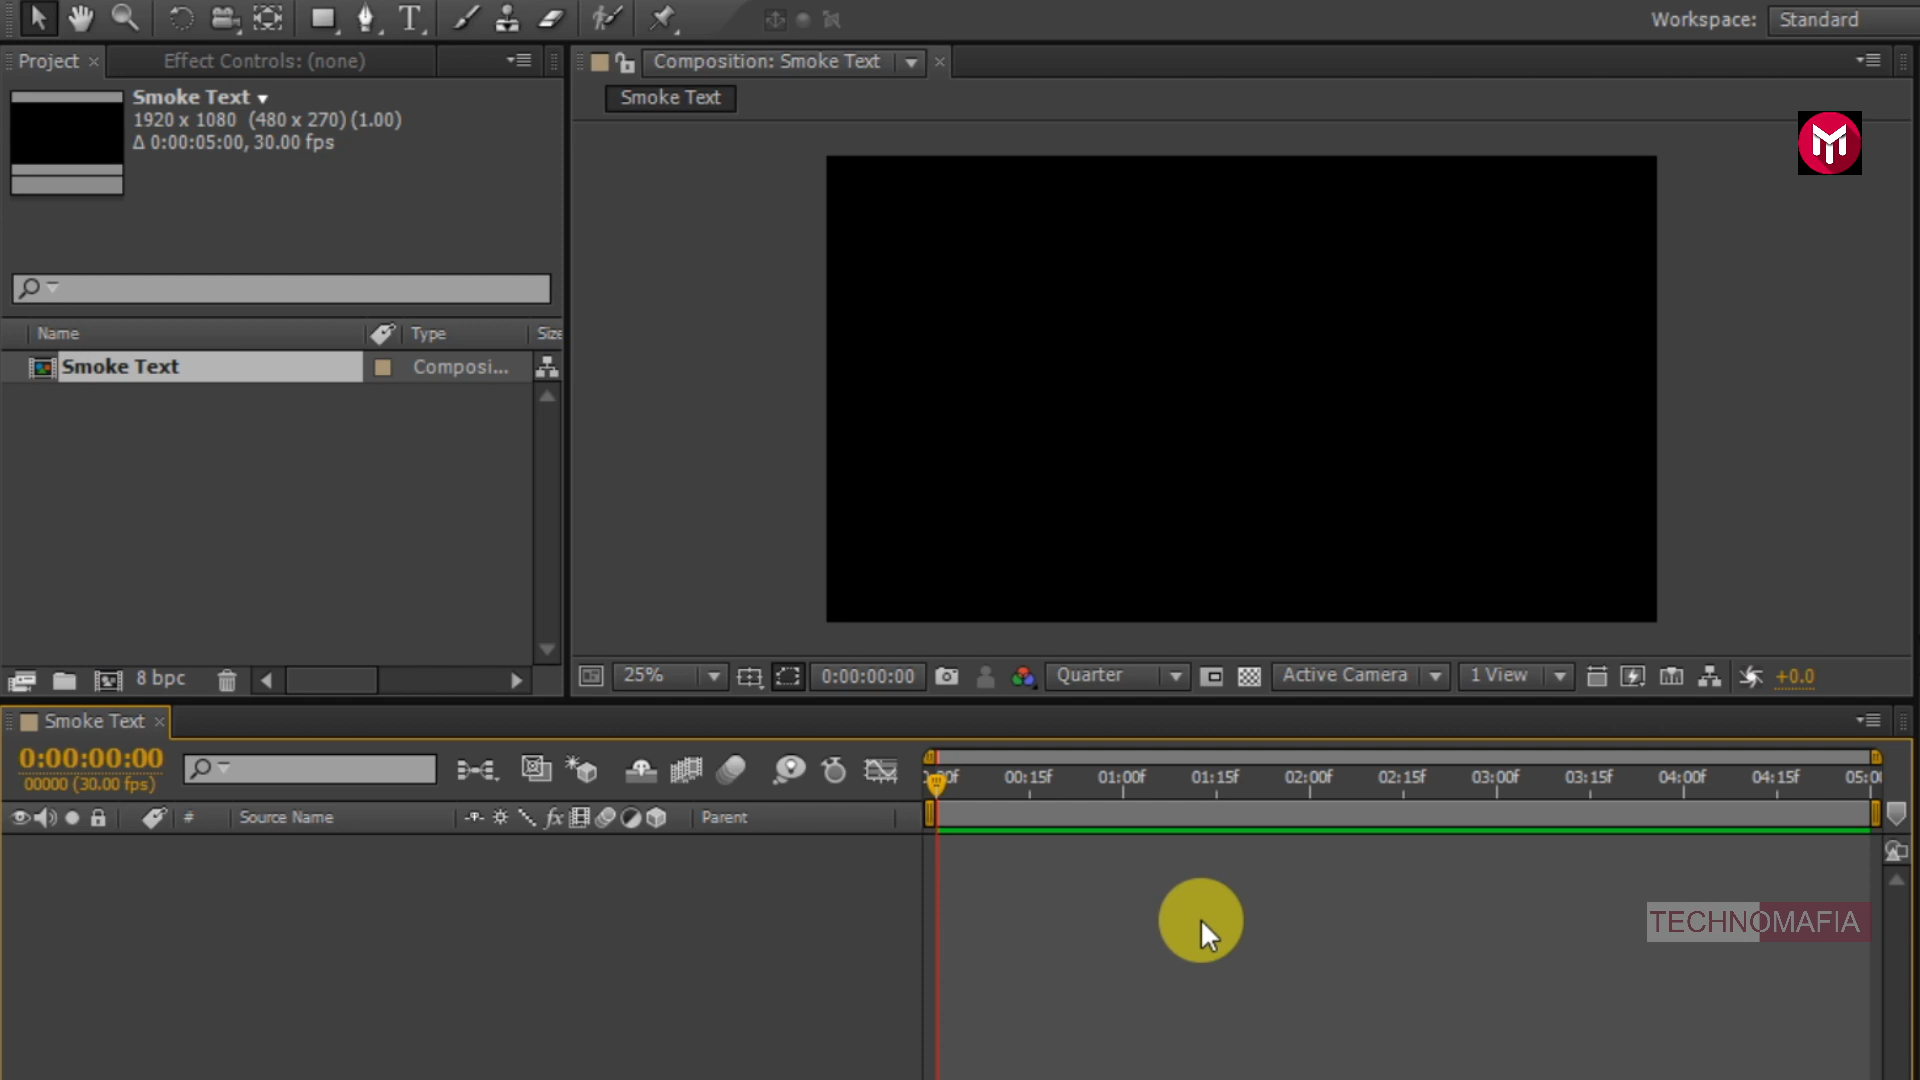 Workspace: Standard
Project × Effect Controls: (none)
Composition: Smoke Text ×
Smoke Text
Smoke Text
1920 x 1080 (480 x 270) (1.00)
Δ 0:00:05:00, 30.00 fps
Name Type Size
Smoke Text Composi...
8 bpc
25% 0:00:00:00 Quarter Active Camera 1 View +0.0
Smoke Text ×
0:00:00:00
00000 (30.00 fps)
00:15f 01:00f 01:15f 02:00f 02:15f 03:00f 03:15f 04:00f 04:15f
# Source Name fx Parent
TECHNOMAFIA